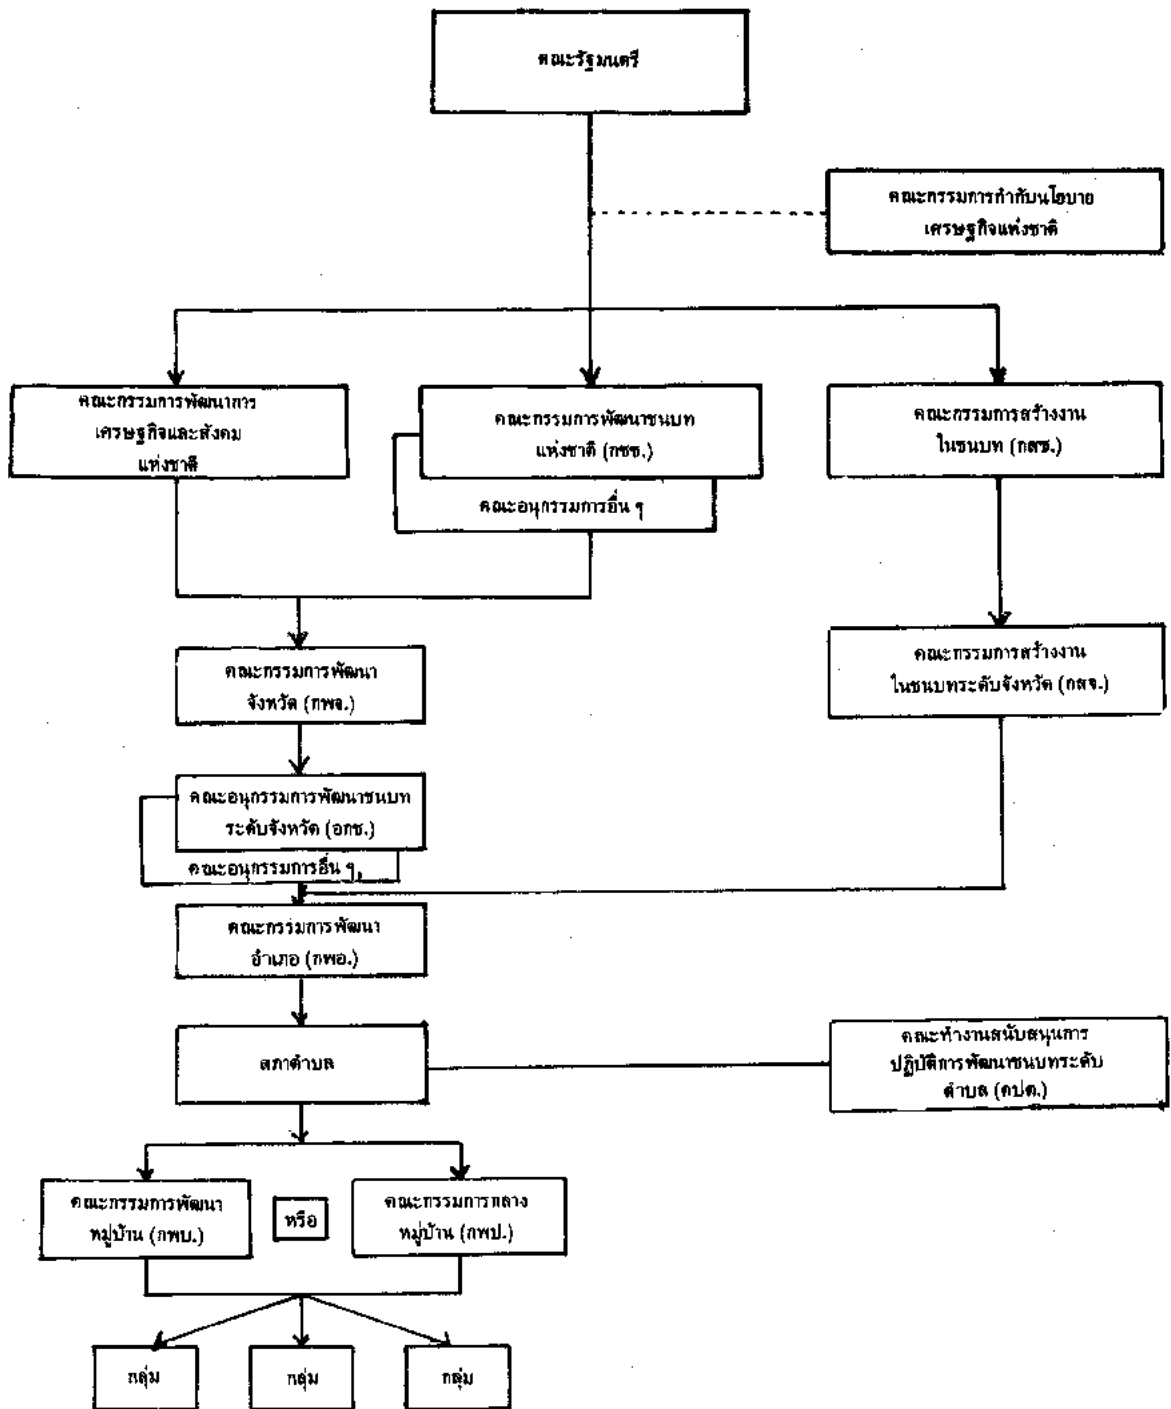 คณะรัฐมนตรี
คณะกรรมการกำกับนโยบาย
เศรษฐกิจแห่งชาติ
คณะกรรมการพัฒนาการ
เศรษฐกิจและสังคม
แห่งชาติ
คณะกรรมการพัฒนาชนบท
แห่งชาติ (กชช.)
คณะอนุกรรมการอื่น ๆ
คณะกรรมการสร้างงาน
ในชนบท (กสช.)
คณะกรรมการพัฒนา
จังหวัด (กพจ.)
คณะกรรมการสร้างงาน
ในชนบทระดับจังหวัด (กสจ.)
คณะอนุกรรมการพัฒนาชนบท
ระดับจังหวัด (อกช.)
คณะอนุกรรมการอื่น ๆ
คณะกรรมการพัฒนา
อำเภอ (กพอ.)
สภาตำบล
คณะทำงานสนับสนุนการ
ปฏิบัติการพัฒนาชนบทระดับ
ตำบล (คปต.)
คณะกรรมการพัฒนา
หมู่บ้าน (กพบ.)
หรือ
คณะกรรมการกลาง
หมู่บ้าน (กพป.)
กลุ่ม
กลุ่ม
กลุ่ม